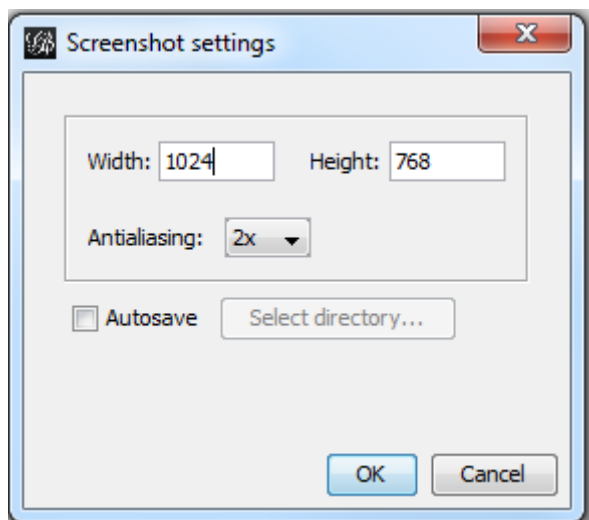 Screenshot settings
Width: 1024 Height: 768
Antialiasing: 2x
Autosave Select directory...
OK Cancel